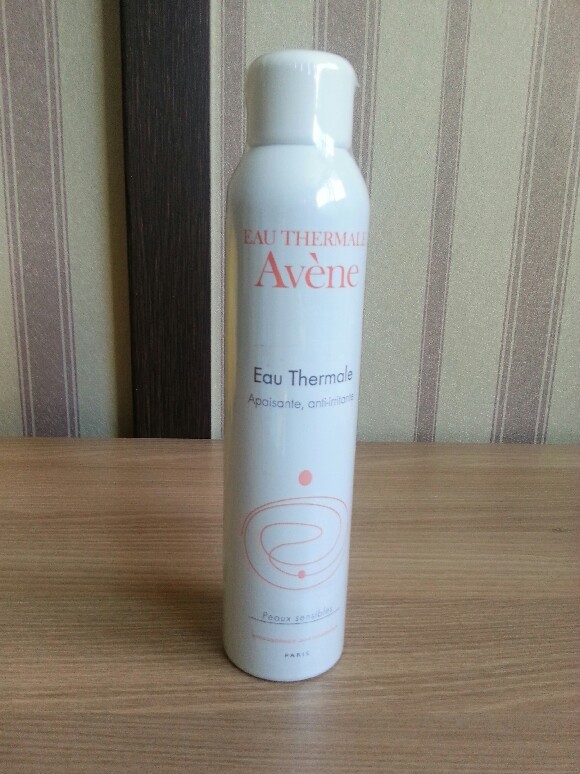 EAU THERMALE
Avène
Eau Thermale
Apaisante, anti-irritante
Peaux sensibles
PARIS